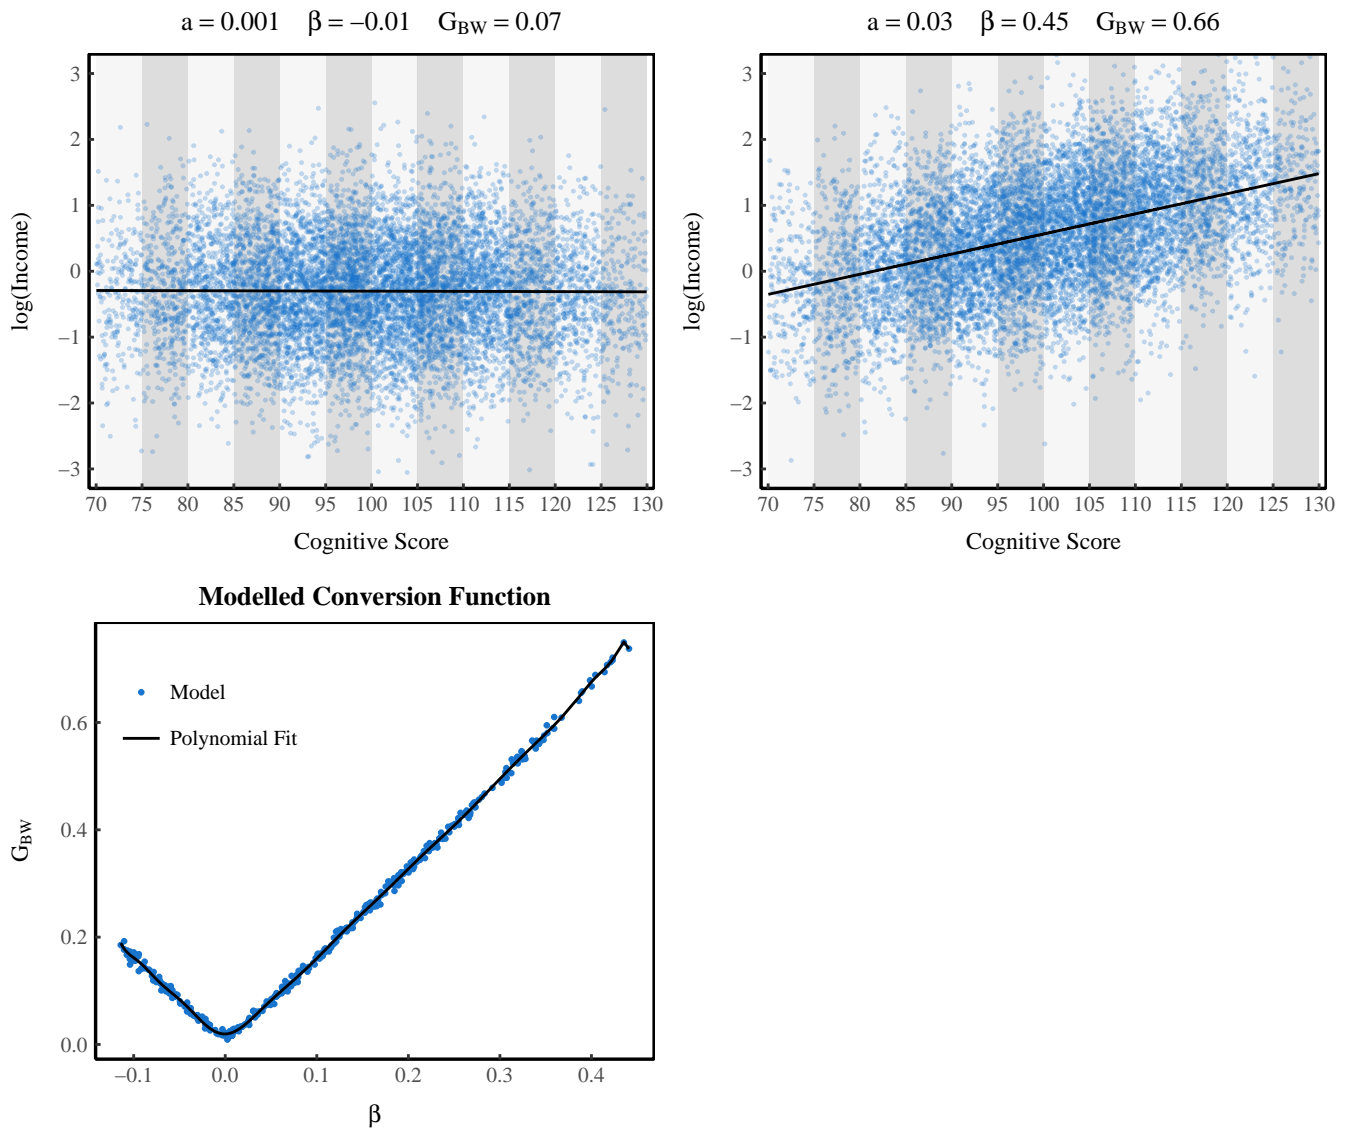 a = 0.001 β = –0.01 G_BW = 0.07
3
2
1
0
–1
–2
–3
log(Income)
70 75 80 85 90 95 100 105 110 115 120 125 130
Cognitive Score
a = 0.03 β = 0.45 G_BW = 0.66
3
2
1
0
–1
–2
–3
log(Income)
70 75 80 85 90 95 100 105 110 115 120 125 130
Cognitive Score
Modelled Conversion Function
Model
Polynomial Fit
0.6
0.4
0.2
0.0
G_BW
–0.1 0.0 0.1 0.2 0.3 0.4
β